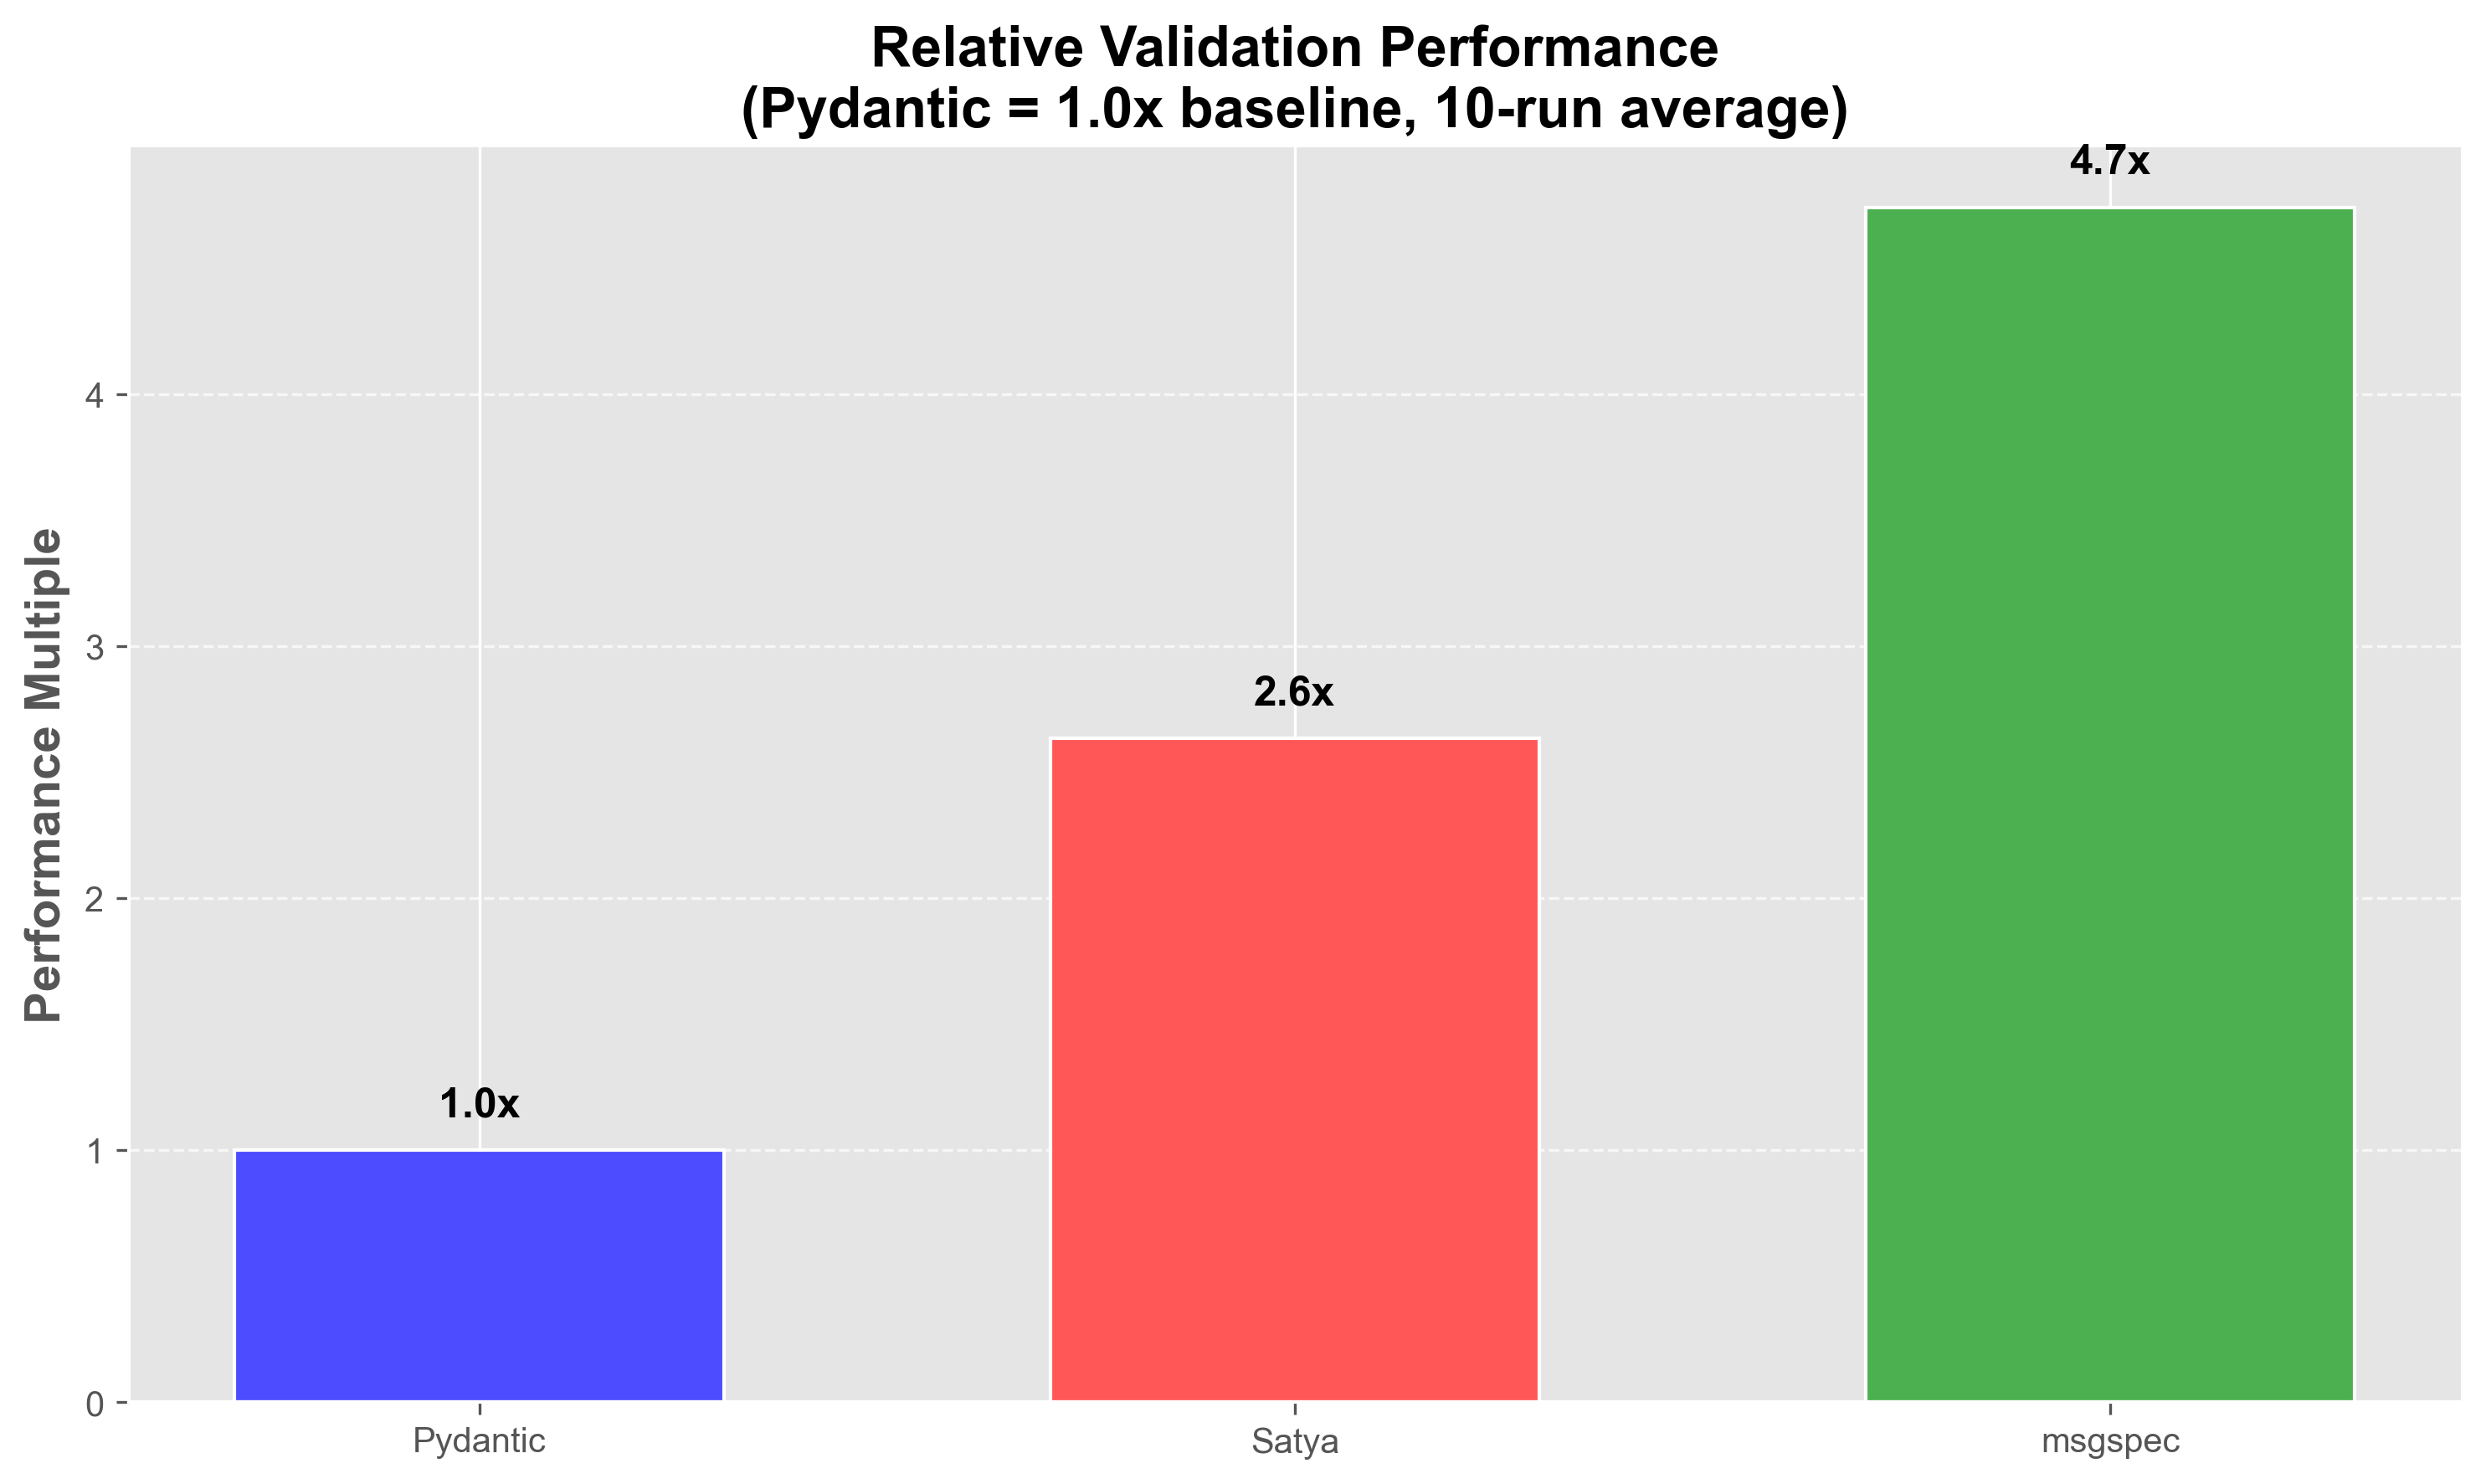 Relative Validation Performance
(Pydantic = 1.0x baseline, 10-run average)
4.7x
4
3
2.6x
2
1.0x
1
0
Performance Multiple
Pydantic
Satya
msgspec